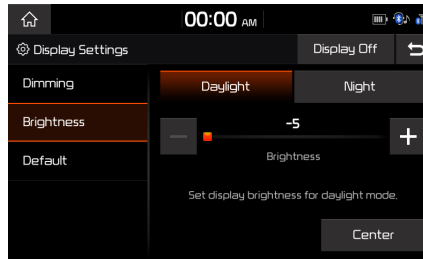 00:00 AM
Display Settings
Display Off
Dimming
Daylight
Night
Brightness
-5
Brightness
Default
Set display brightness for daylight mode.
Center